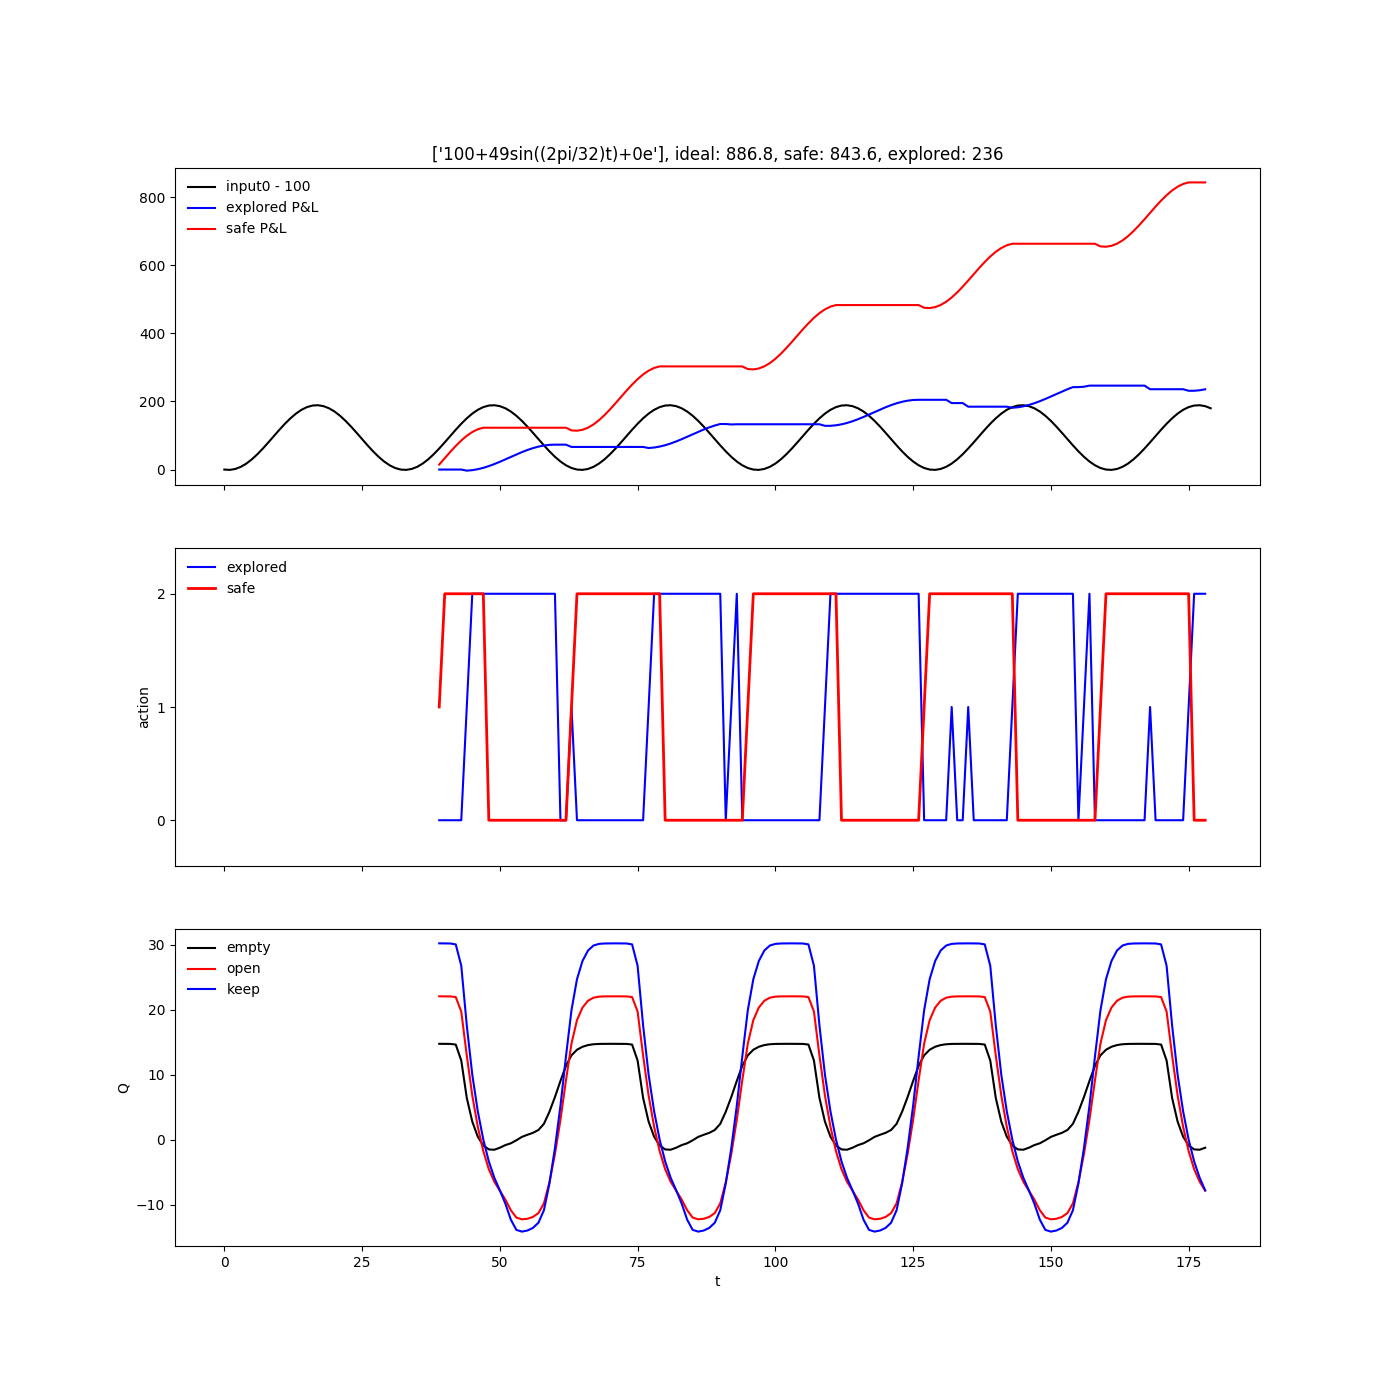 ['100+49sin((2pi/32)t)+0e'], ideal: 886.8, safe: 843.6, explored: 236
input0 - 100
explored P&L
safe P&L
800
600
400
200
0
explored
safe
2
1
0
action
empty
open
keep
30
20
10
0
−10
Q
0 25 50 75 100 125 150 175
t